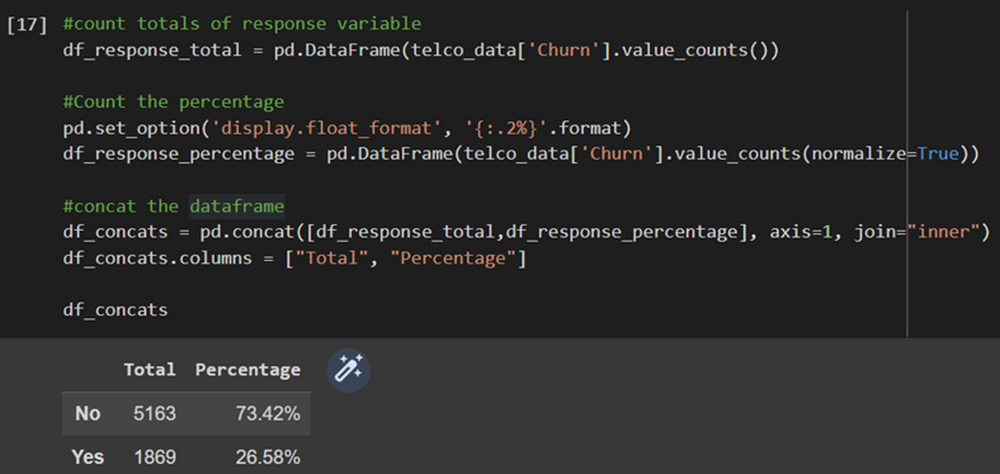 [17] #count totals of response variable
df_response_total = pd.DataFrame(telco_data['Churn'].value_counts())
#Count the percentage
pd.set_option('display.float_format', '{:.2%}'.format)
df_response_percentage = pd.DataFrame(telco_data['Churn'].value_counts(normalize=True))
#concat the dataframe
df_concats = pd.concat([df_response_total,df_response_percentage], axis=1, join="inner")
df_concats.columns = ["Total", "Percentage"]
df_concats
Total Percentage
No 5163 73.42%
Yes 1869 26.58%